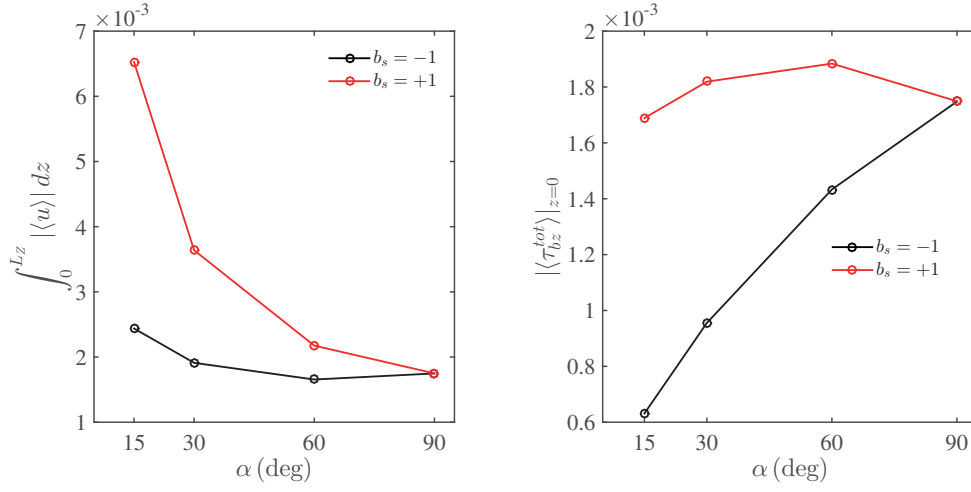 ×10⁻³
7
6
5
4
3
2
1
15 30 60 90
α (deg)
∫₀^{L_Z} |⟨u⟩| dz
b_s = −1
b_s = +1
2 ×10⁻³
1.8
1.6
1.4
1.2
1
0.8
0.6
15 30 60 90
α (deg)
|⟨τ_{bz}^{tot}⟩|_{z=0}
b_s = −1
b_s = +1